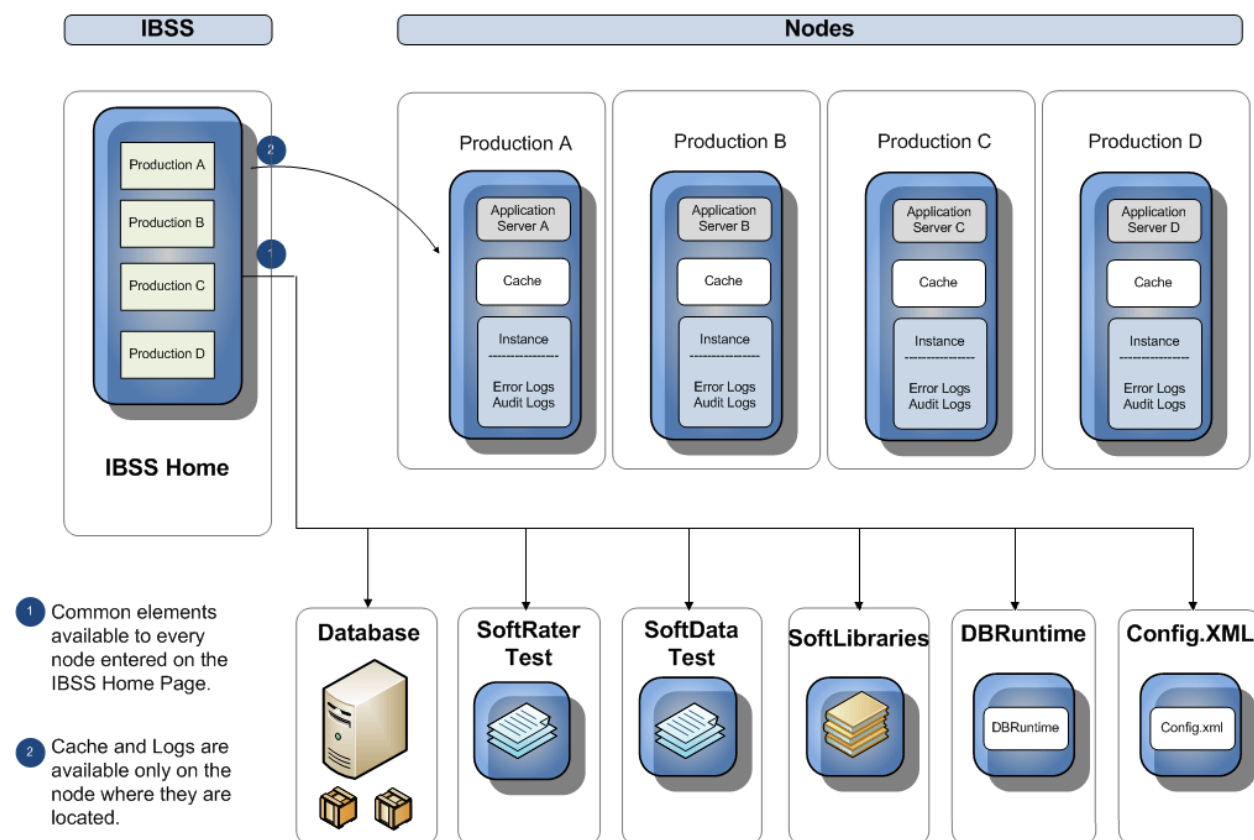 IBSS
Nodes
Production A
Production B
Production C
Production D
IBSS Home
2
1
Production A
Application
Server A
Cache
Instance
-----------------
Error Logs
Audit Logs
Production B
Application
Server B
Cache
Instance
-----------------
Error Logs
Audit Logs
Production C
Application
Server C
Cache
Instance
-----------------
Error Logs
Audit Logs
Production D
Application
Server D
Cache
Instance
-----------------
Error Logs
Audit Logs
1
Common elements
available to every
node entered on the
IBSS Home Page.
2
Cache and Logs are
available only on the
node where they are
located.
Database
SoftRater
Test
SoftData
Test
SoftLibraries
DBRuntime
DBRuntime
Config.XML
Config.xml